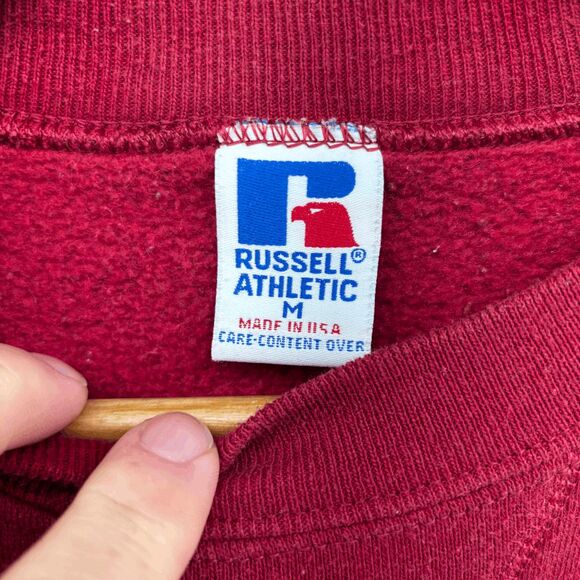 RUSSELL®
ATHLETIC
M
MADE IN USA
CARE-CONTENT OVER